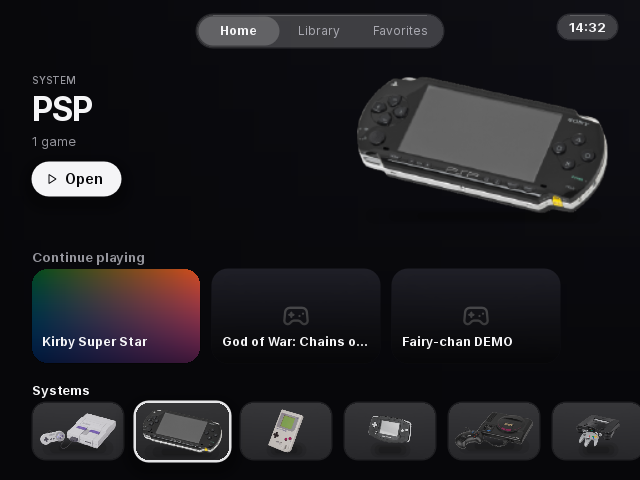 Home
Library
Favorites
14:32
SYSTEM
PSP
SONY
1 game
Open
Continue playing
Kirby Super Star
God of War: Chains o...
Fairy-chan DEMO
Systems